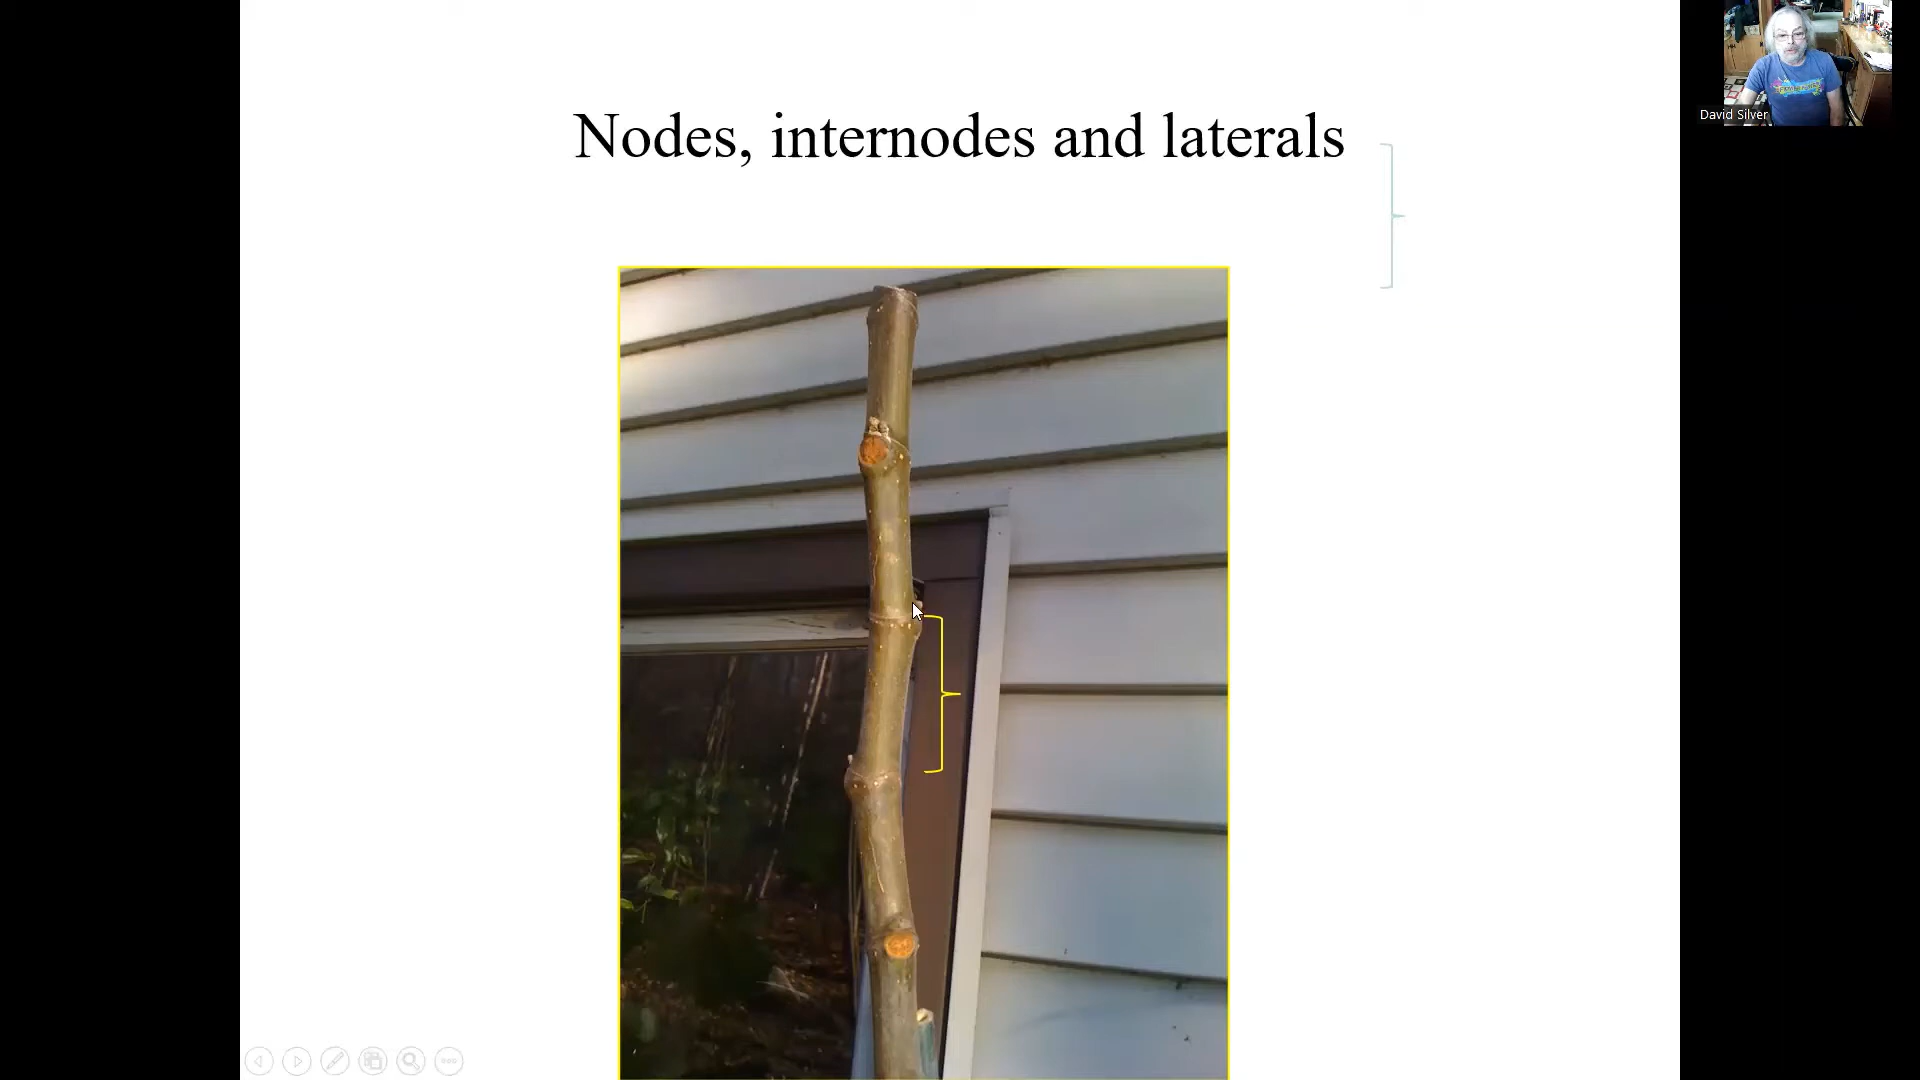 Nodes, internodes and laterals
David Silver